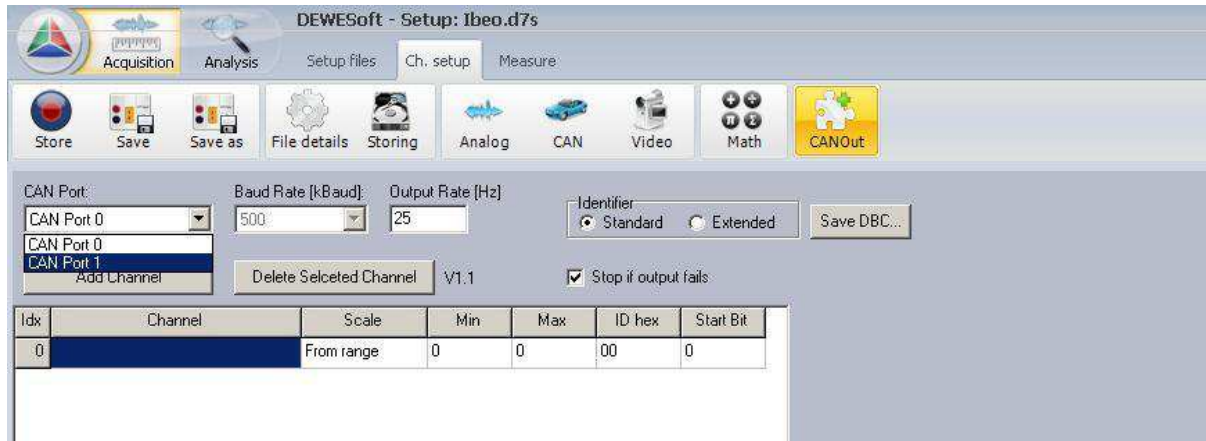 DEWESoft - Setup: Ibeo.d7s
Acquisition Analysis Setup files Ch. setup Measure
Store Save Save as File details Storing Analog CAN Video Math CANOut
CAN Port: Baud Rate [kBaud]: Output Rate [Hz] Identifier
CAN Port 0 500 25 Standard Extended Save DBC...
CAN Port 0
CAN Port 1
Add Channel Delete Selceted Channel V1.1 Stop if output fails
Idx Channel Scale Min Max ID hex Start Bit
0 From range 0 0 00 0